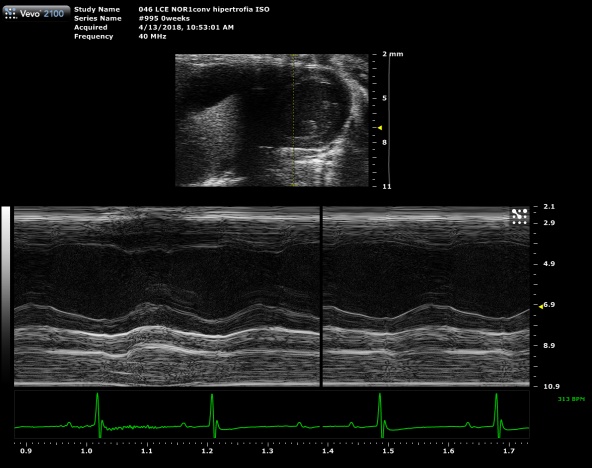 Vevo 2100
Study Name 046 LCE NOR1conv hipertrofia ISO
Series Name #995 0weeks
Acquired 4/13/2018, 10:53:01 AM
Frequency 40 MHz
2 mm
5
8
11
2.1
2.9
4.9
6.9
8.9
10.9
313 BPM
0.9 1.0 1.1 1.2 1.3 1.4 1.5 1.6 1.7